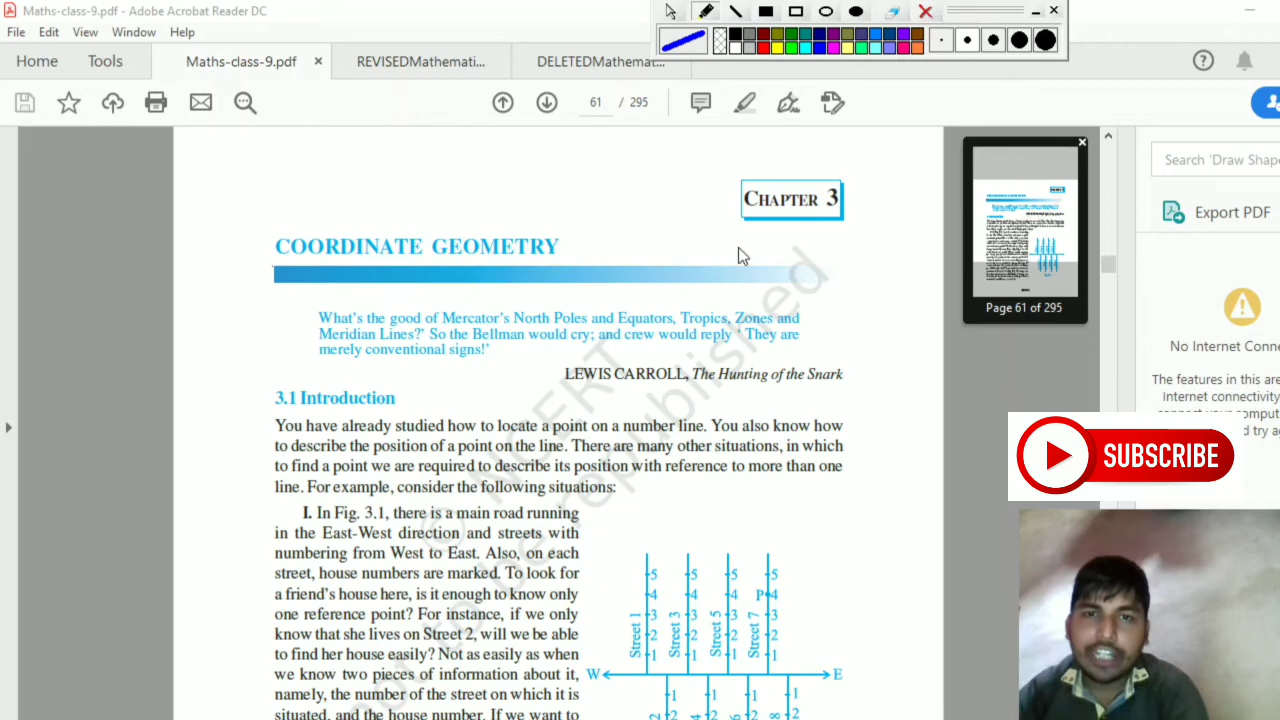 Maths-class-9.pdf - Adobe Acrobat Reader DC
File Edit View Window Help
Home Tools Maths-class-9.pdf × REVISEDMathemati... DELETEDMathemat...
61 / 295
CHAPTER 3
COORDINATE GEOMETRY
What's the good of Mercator's North Poles and Equators, Tropics, Zones and
Meridian Lines?' So the Bellman would cry; and crew would reply ' They are
merely conventional signs!'
LEWIS CARROLL, The Hunting of the Snark
3.1 Introduction
You have already studied how to locate a point on a number line. You also know how
to describe the position of a point on the line. There are many other situations, in which
to find a point we are required to describe its position with reference to more than one
line. For example, consider the following situations:
I. In Fig. 3.1, there is a main road running
in the East-West direction and streets with
numbering from West to East. Also, on each
street, house numbers are marked. To look for
a friend's house here, is it enough to know only
one reference point? For instance, if we only
know that she lives on Street 2, will we be able
to find her house easily? Not as easily as when
we know two pieces of information about it,
namely, the number of the street on which it is
situated, and the house number. If we want to
5 5 5 5
4 4 4 P 4
3 3 3 3
2 2 2 2
1 1 1 1
Street 1
Street 3
Street 5
Street 7
W E
1 1 1 1
2 2 2 2
2 4 6 8
© NCERT
not to be republished
Page 61 of 295
Search 'Draw Shape
Export PDF
No Internet Conne
The features in this are
Internet connectivity
connect your comput
d try ac
SUBSCRIBE